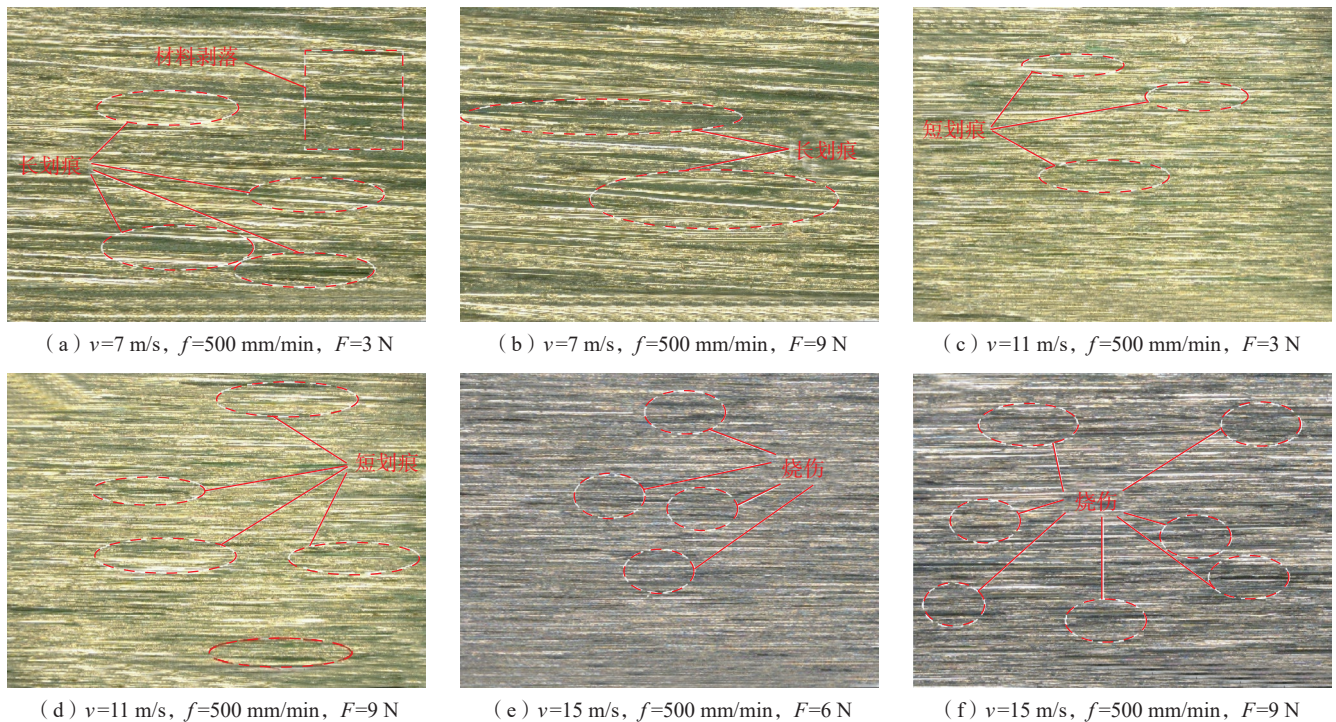 材料剥落
长划痕
(a) v=7 m/s, f=500 mm/min, F=3 N
长划痕
(b) v=7 m/s, f=500 mm/min, F=9 N
短划痕
(c) v=11 m/s, f=500 mm/min, F=3 N
短划痕
(d) v=11 m/s, f=500 mm/min, F=9 N
烧伤
(e) v=15 m/s, f=500 mm/min, F=6 N
烧伤
(f) v=15 m/s, f=500 mm/min, F=9 N